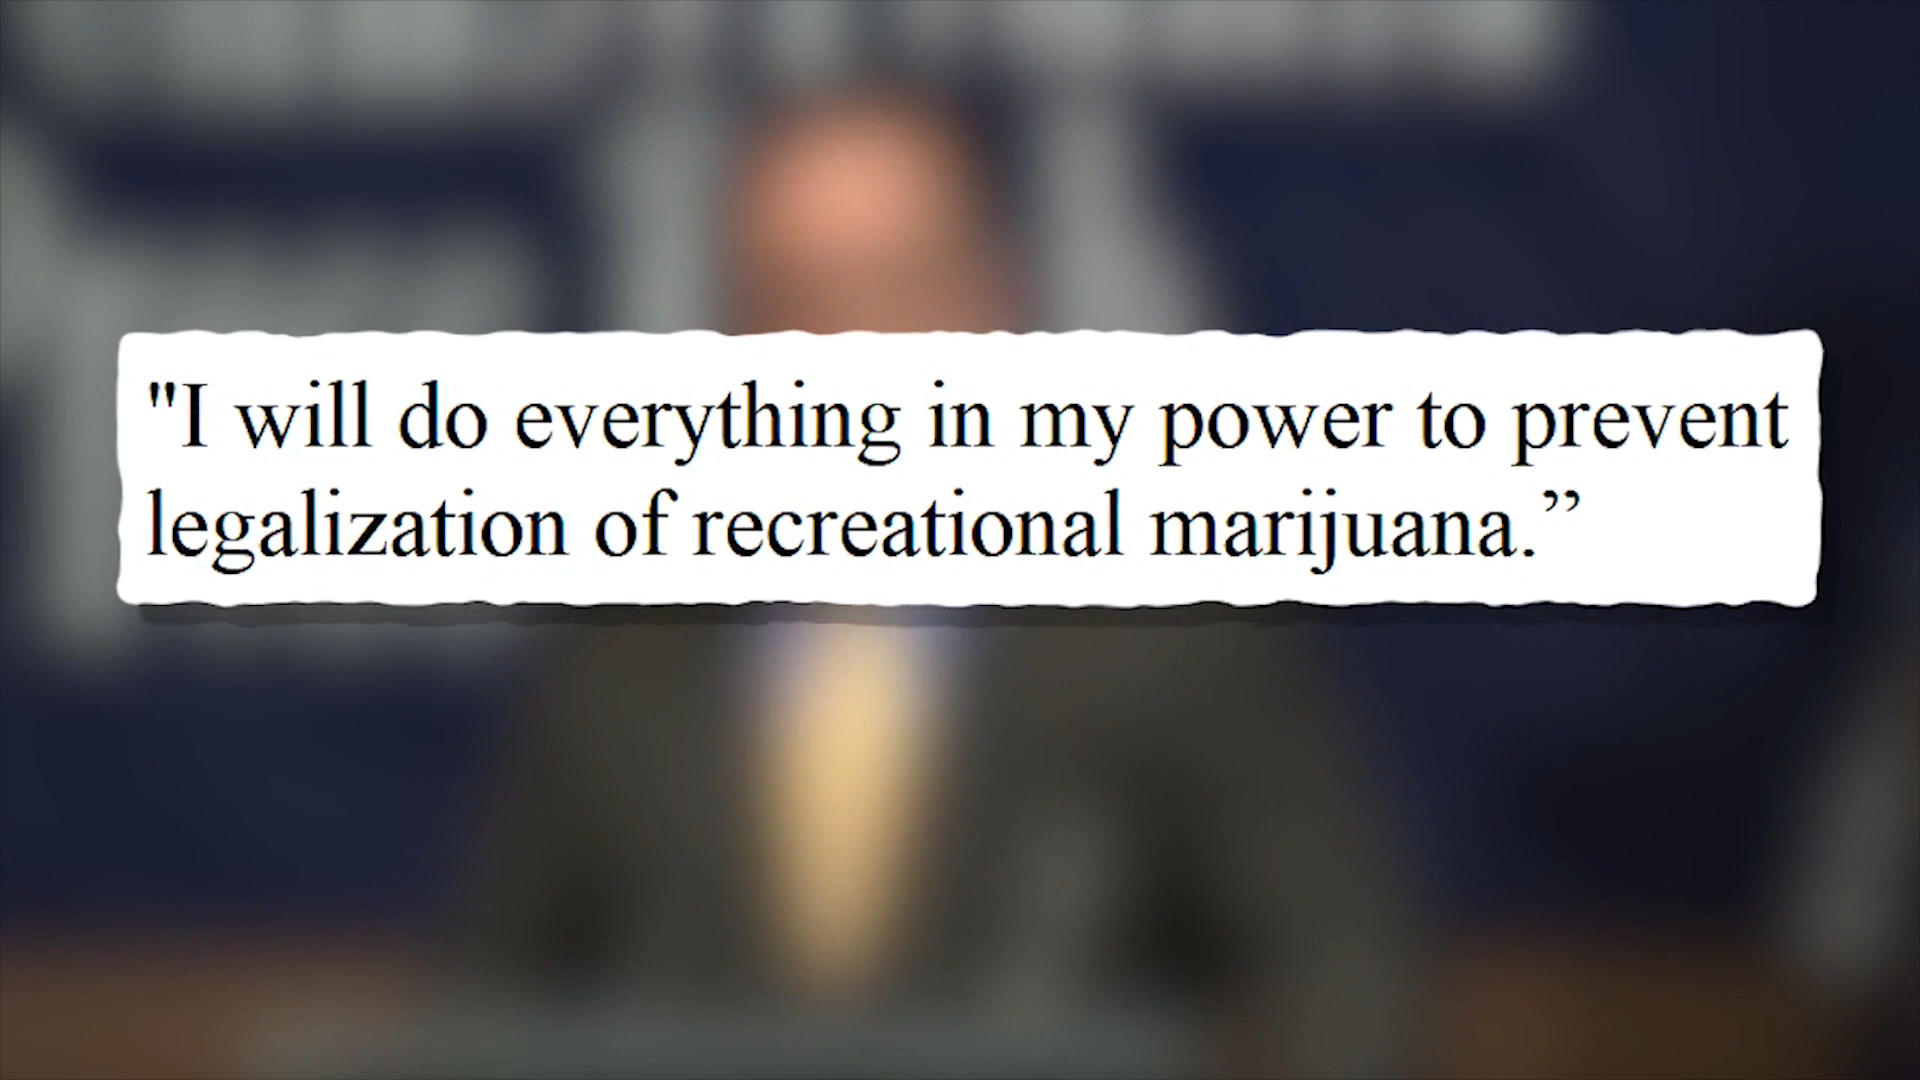 "I will do everything in my power to prevent
legalization of recreational marijuana.”